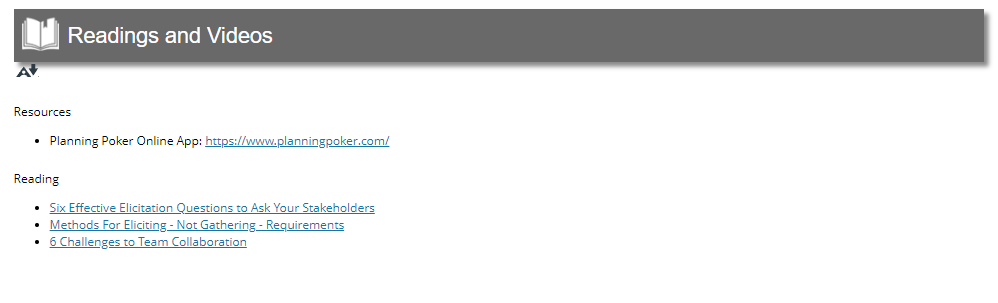 Readings and Videos
Resources
Planning Poker Online App: https://www.planningpoker.com/
Reading
Six Effective Elicitation Questions to Ask Your Stakeholders
Methods For Eliciting - Not Gathering - Requirements
6 Challenges to Team Collaboration